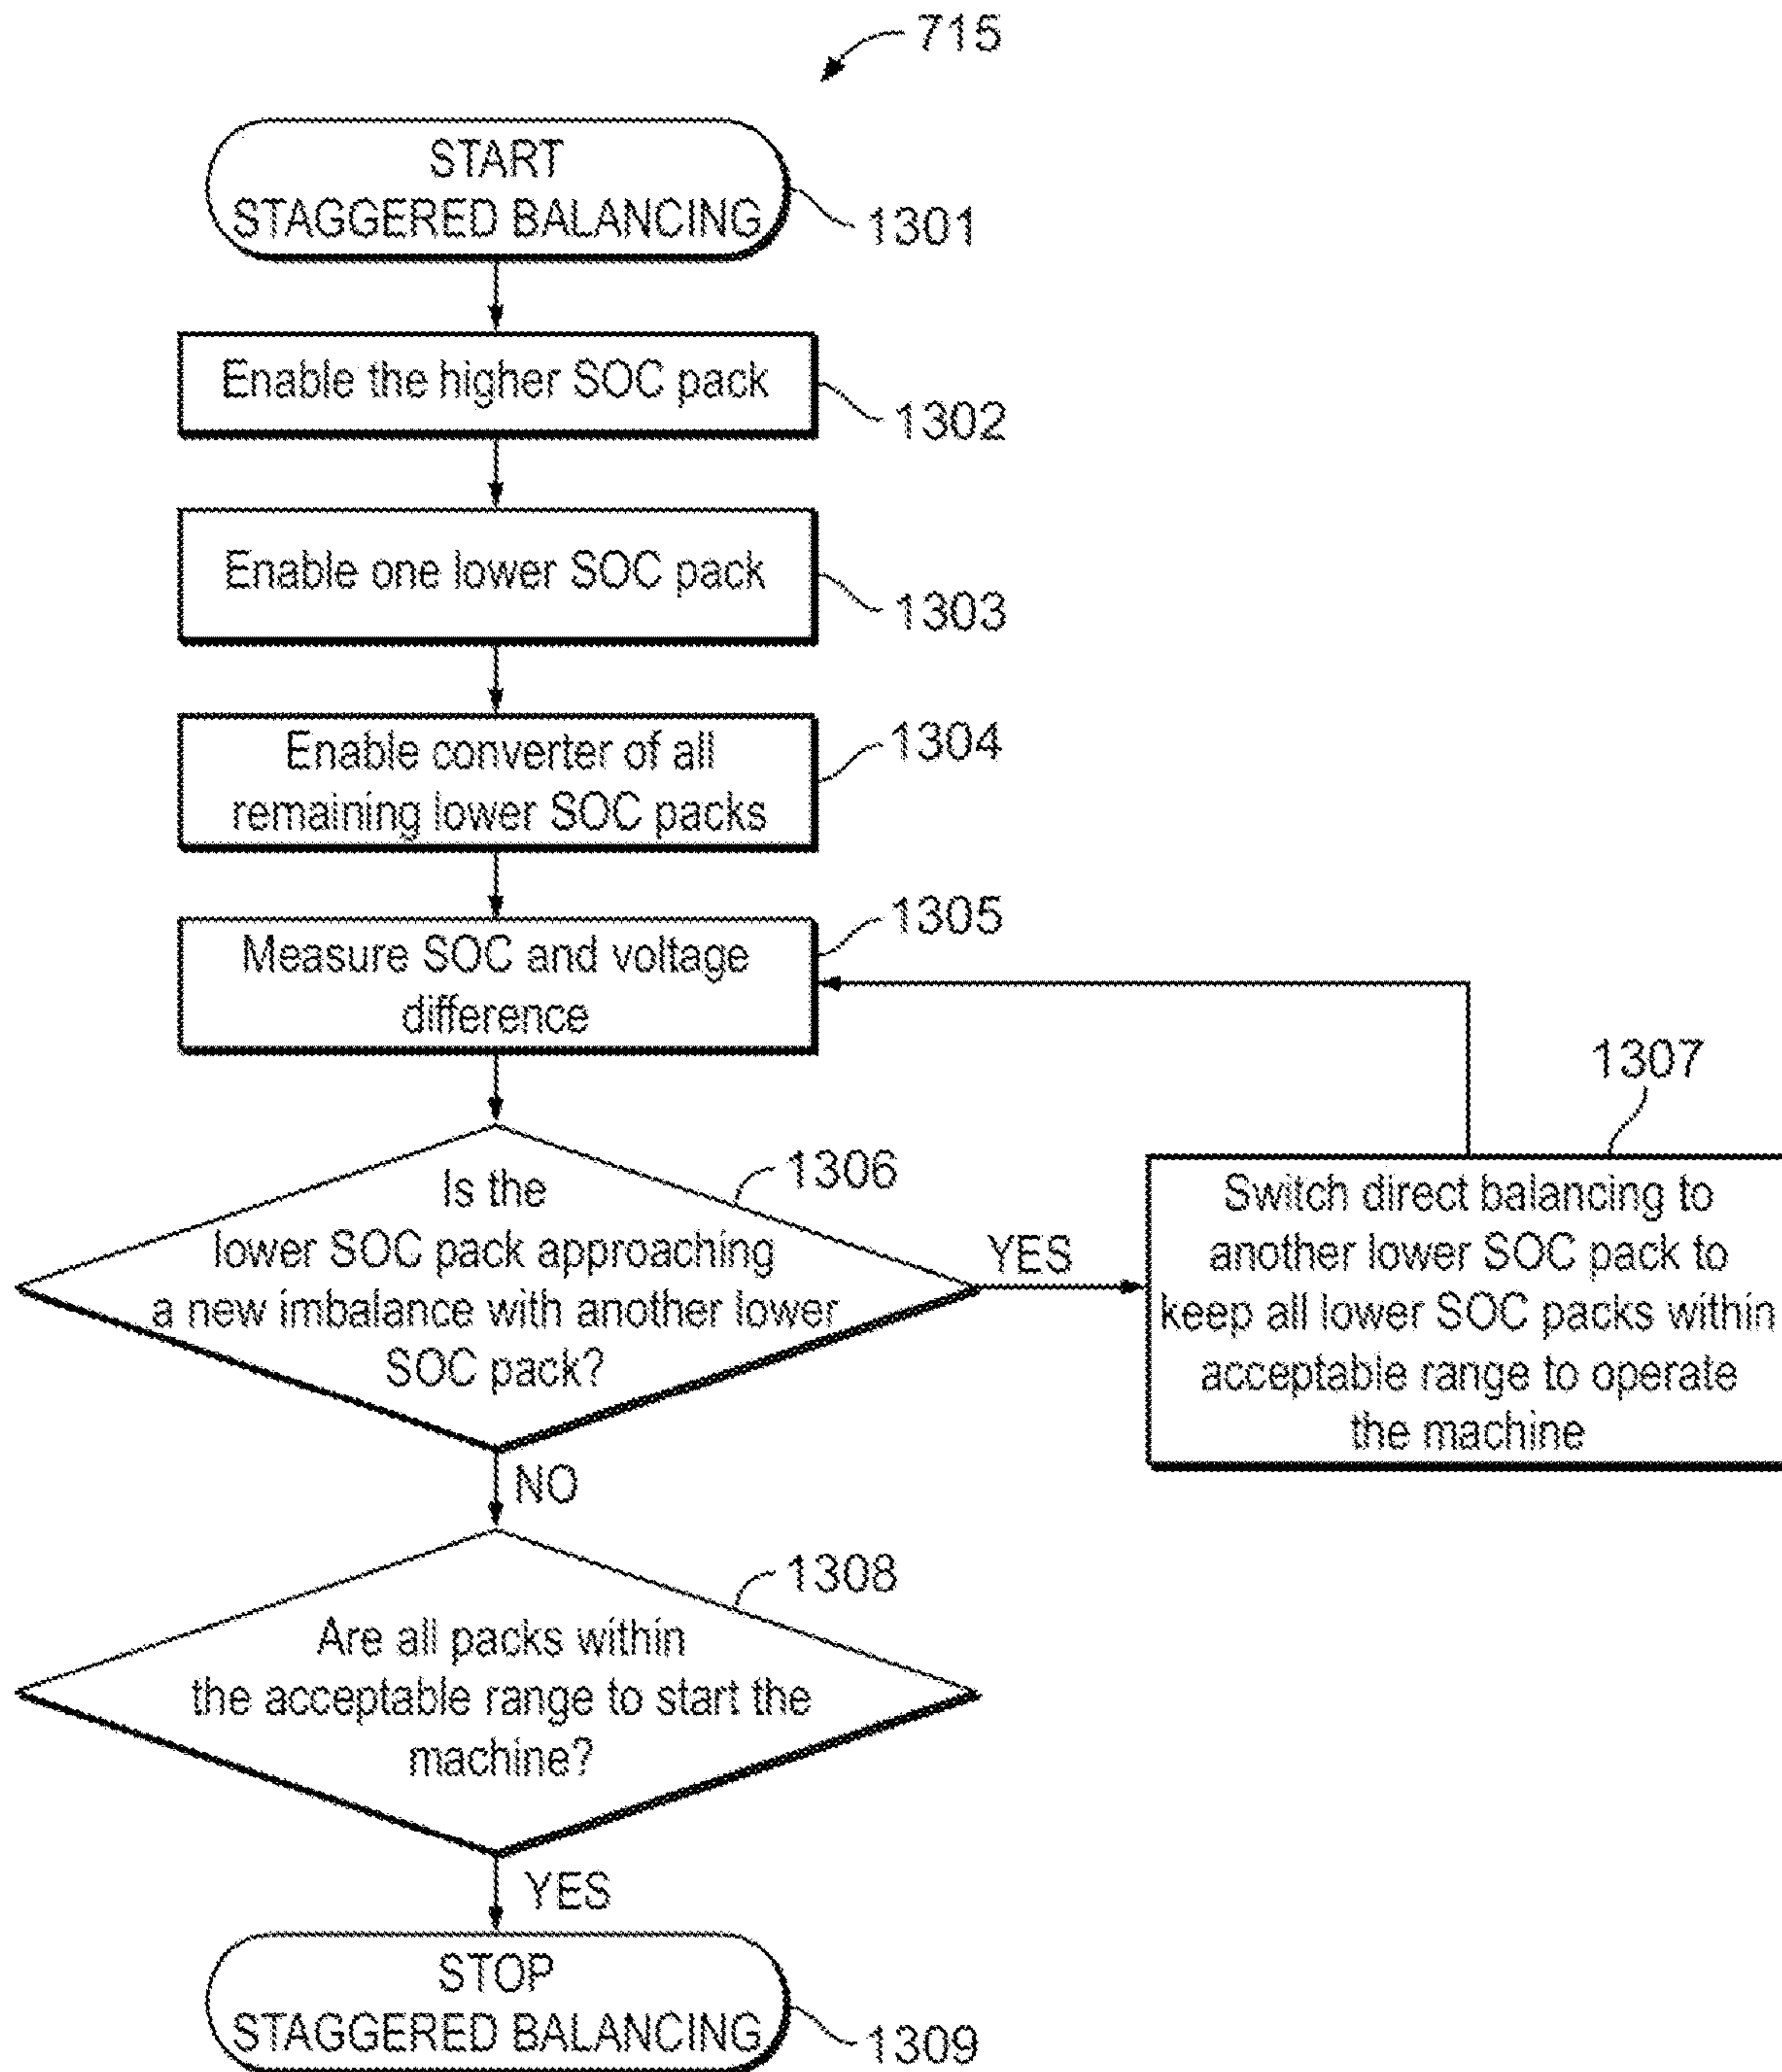 715
START
STAGGERED BALANCING
1301
Enable the higher SOC pack
1302
Enable one lower SOC pack
1303
Enable converter of all
remaining lower SOC packs
1304
Measure SOC and voltage
difference
1305
Is the
lower SOC pack approaching
a new imbalance with another lower
SOC pack?
1306
YES
1307
Switch direct balancing to
another lower SOC pack to
keep all lower SOC packs within
acceptable range to operate
the machine
NO
Are all packs within
the acceptable range to start the
machine?
1308
YES
STOP
STAGGERED BALANCING
1309